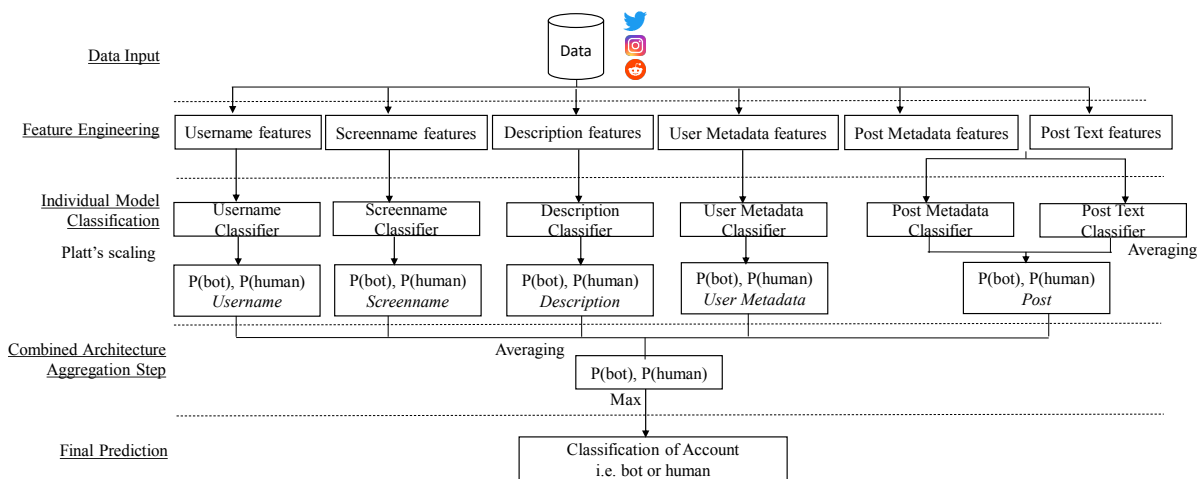 Data Input
Data
Feature Engineering
Username features
Screenname features
Description features
User Metadata features
Post Metadata features
Post Text features
Individual Model
Classification
Username
Classifier
Screenname
Classifier
Description
Classifier
User Metadata
Classifier
Post Metadata
Classifier
Post Text
Classifier
Platt's scaling
Averaging
P(bot), P(human)
Username
P(bot), P(human)
Screenname
P(bot), P(human)
Description
P(bot), P(human)
User Metadata
P(bot), P(human)
Post
Combined Architecture
Aggregation Step
Averaging
P(bot), P(human)
Max
Final Prediction
Classification of Account
i.e. bot or human